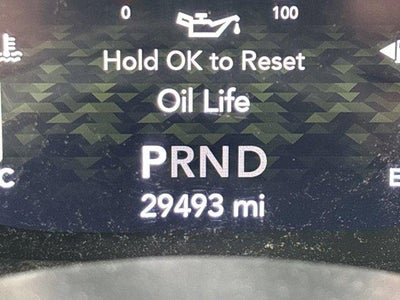 0 100
Hold OK to Reset
Oil Life
PRND
C E
29493 mi